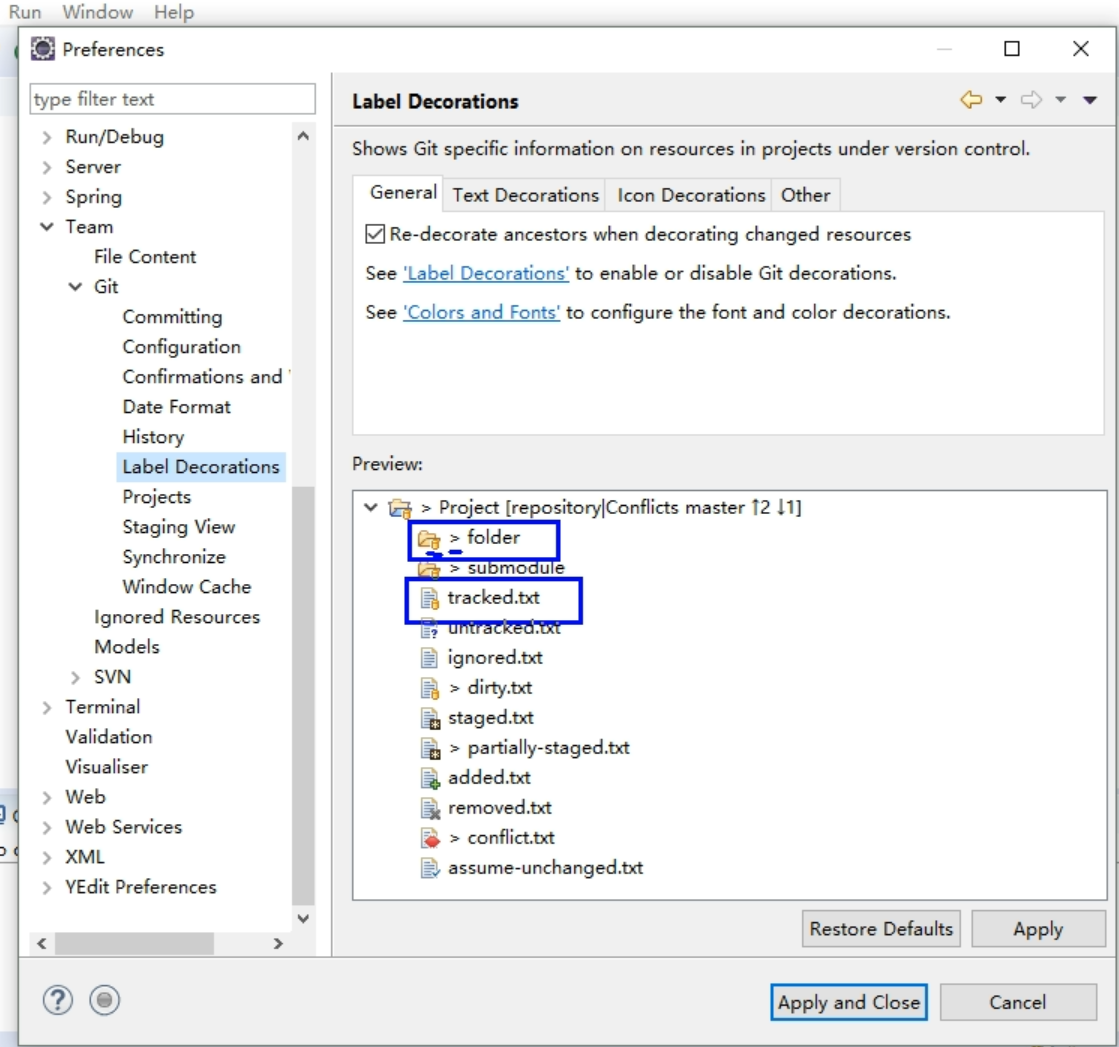 Run Window Help
Preferences
type filter text
Run/Debug
Server
Spring
Team
File Content
Git
Committing
Configuration
Confirmations and
Date Format
History
Label Decorations
Projects
Staging View
Synchronize
Window Cache
Ignored Resources
Models
SVN
Terminal
Validation
Visualiser
Web
Web Services
XML
YEdit Preferences
Label Decorations
Shows Git specific information on resources in projects under version control.
General Text Decorations Icon Decorations Other
Re-decorate ancestors when decorating changed resources
See 'Label Decorations' to enable or disable Git decorations.
See 'Colors and Fonts' to configure the font and color decorations.
Preview:
> Project [repository|Conflicts master ↑2 ↓1]
> folder
> submodule
tracked.txt
untracked.txt
ignored.txt
> dirty.txt
staged.txt
> partially-staged.txt
added.txt
removed.txt
> conflict.txt
assume-unchanged.txt
Restore Defaults Apply
Apply and Close Cancel